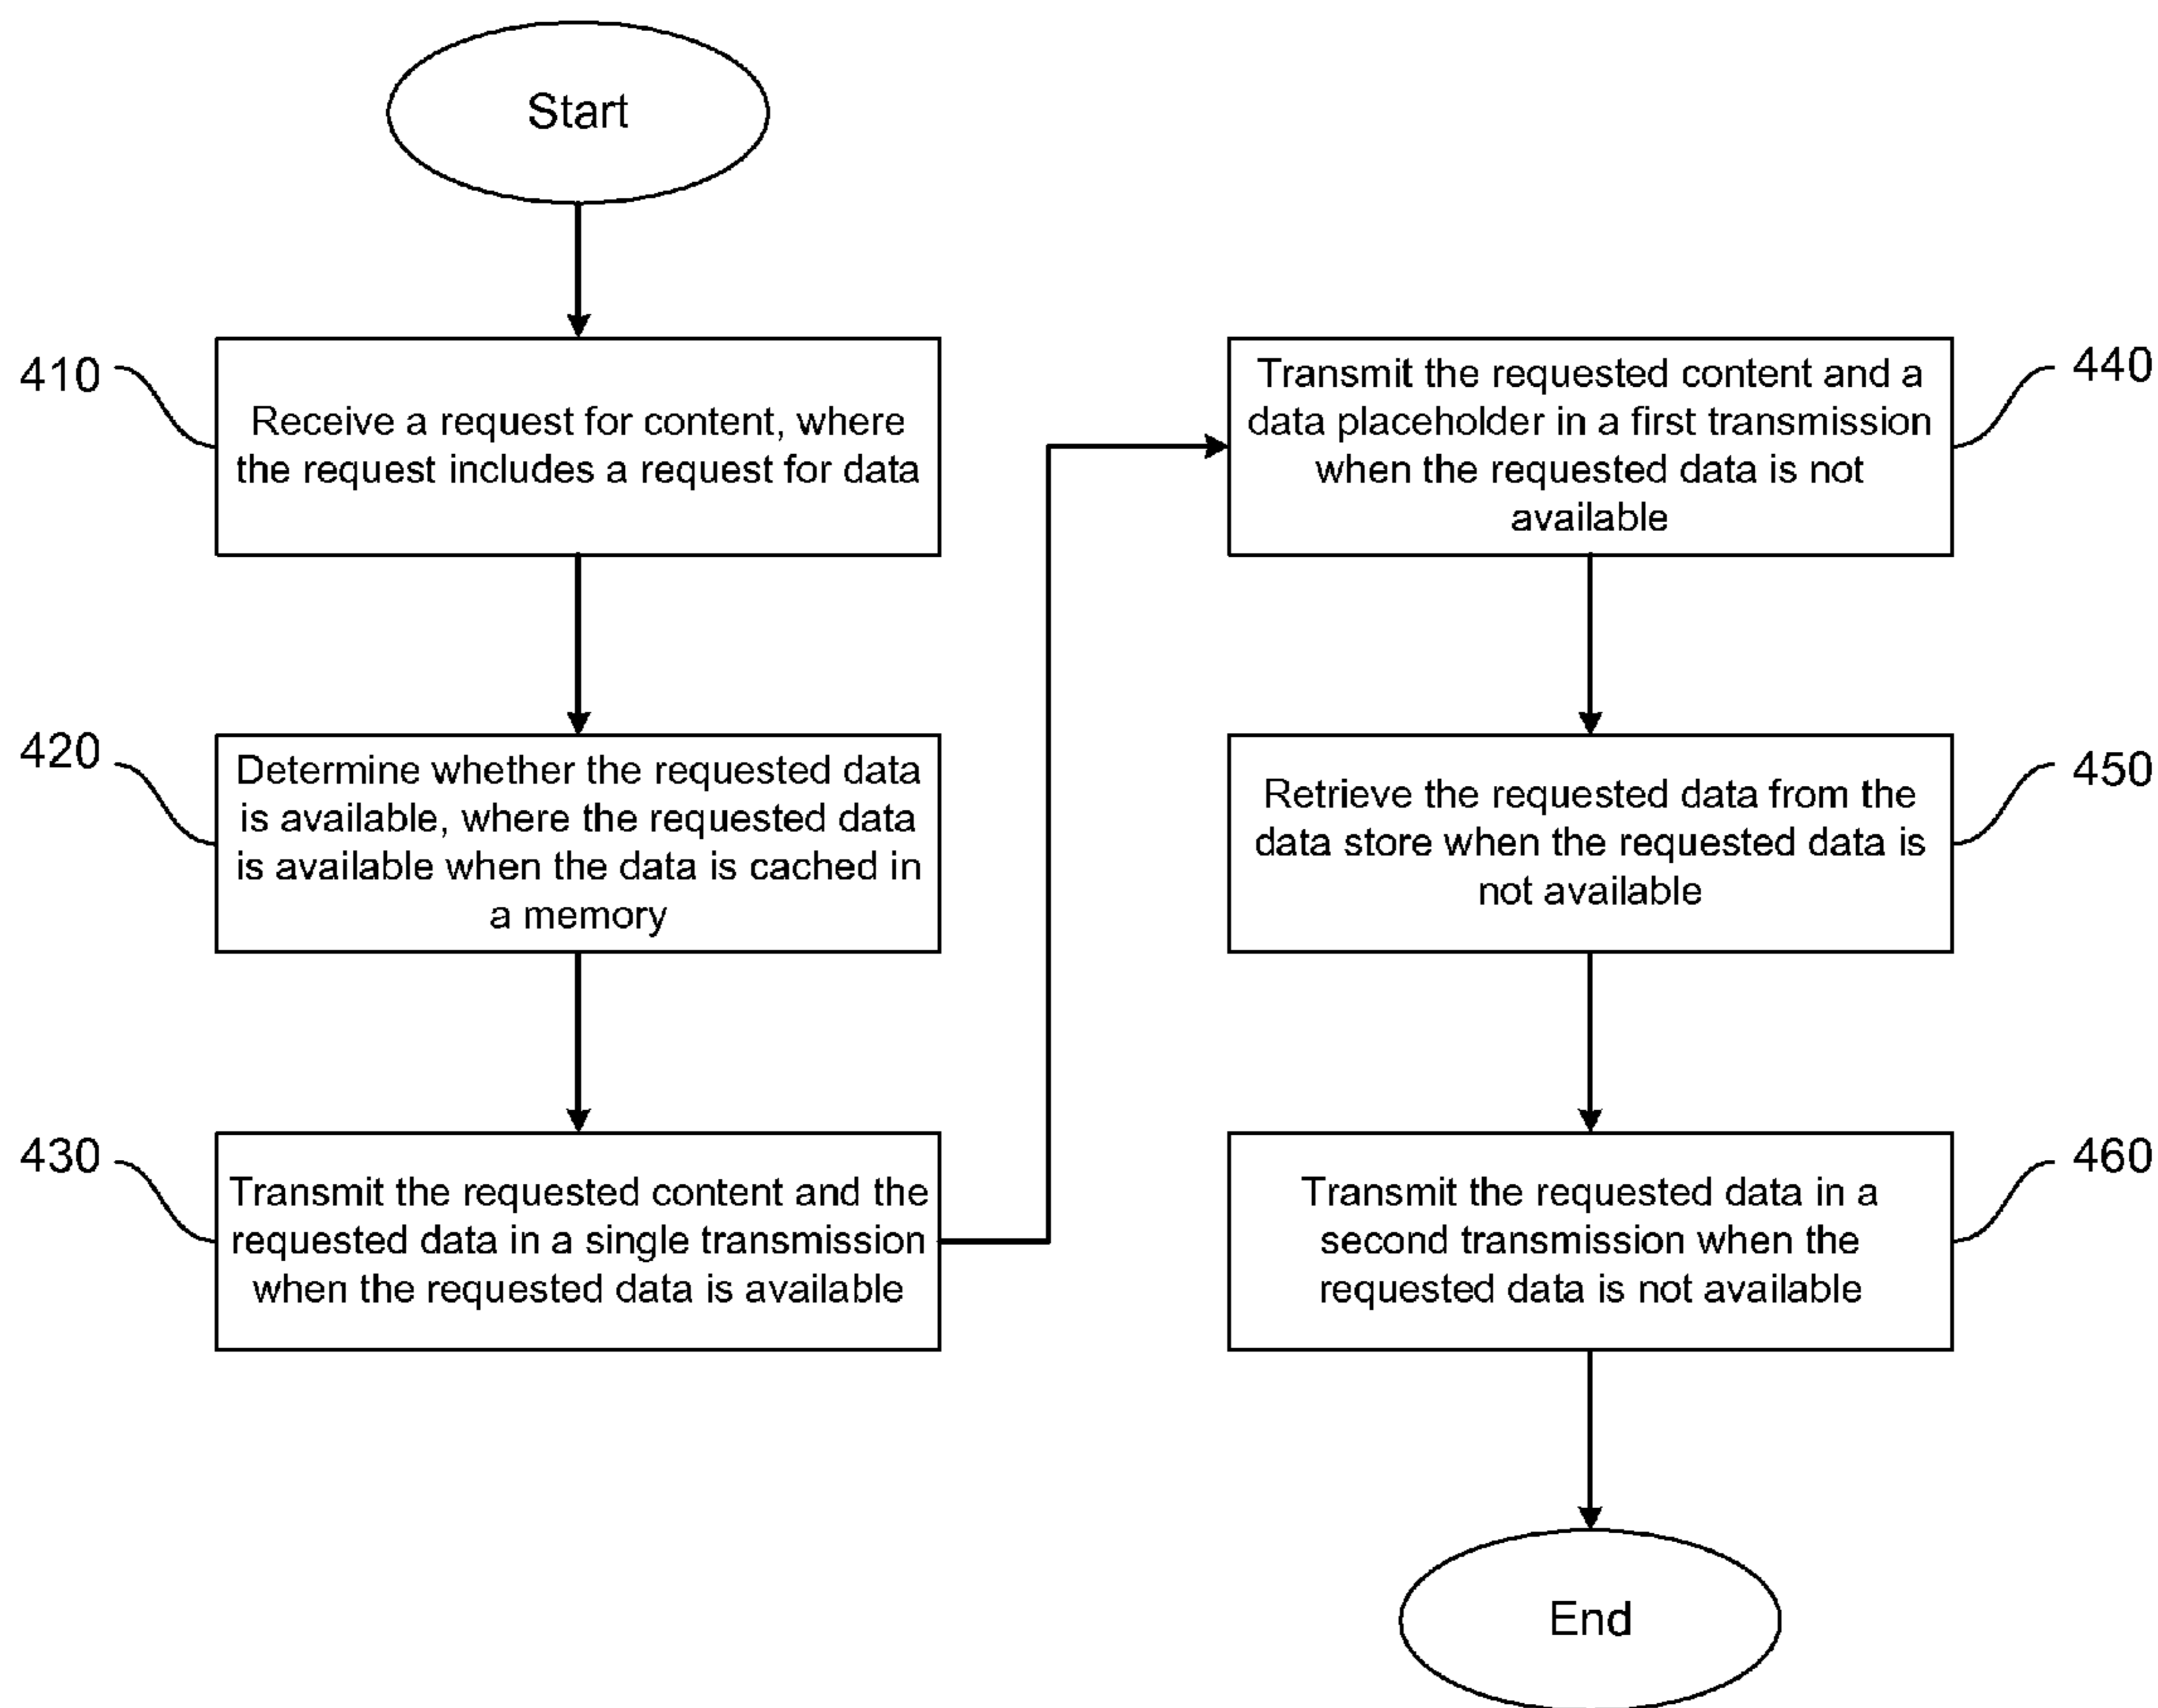 Start
410
Receive a request for content, where
the request includes a request for data
420
Determine whether the requested data
is available, where the requested data
is available when the data is cached in
a memory
430
Transmit the requested content and the
requested data in a single transmission
when the requested data is available
440
Transmit the requested content and a
data placeholder in a first transmission
when the requested data is not
available
450
Retrieve the requested data from the
data store when the requested data is
not available
460
Transmit the requested data in a
second transmission when the
requested data is not available
End